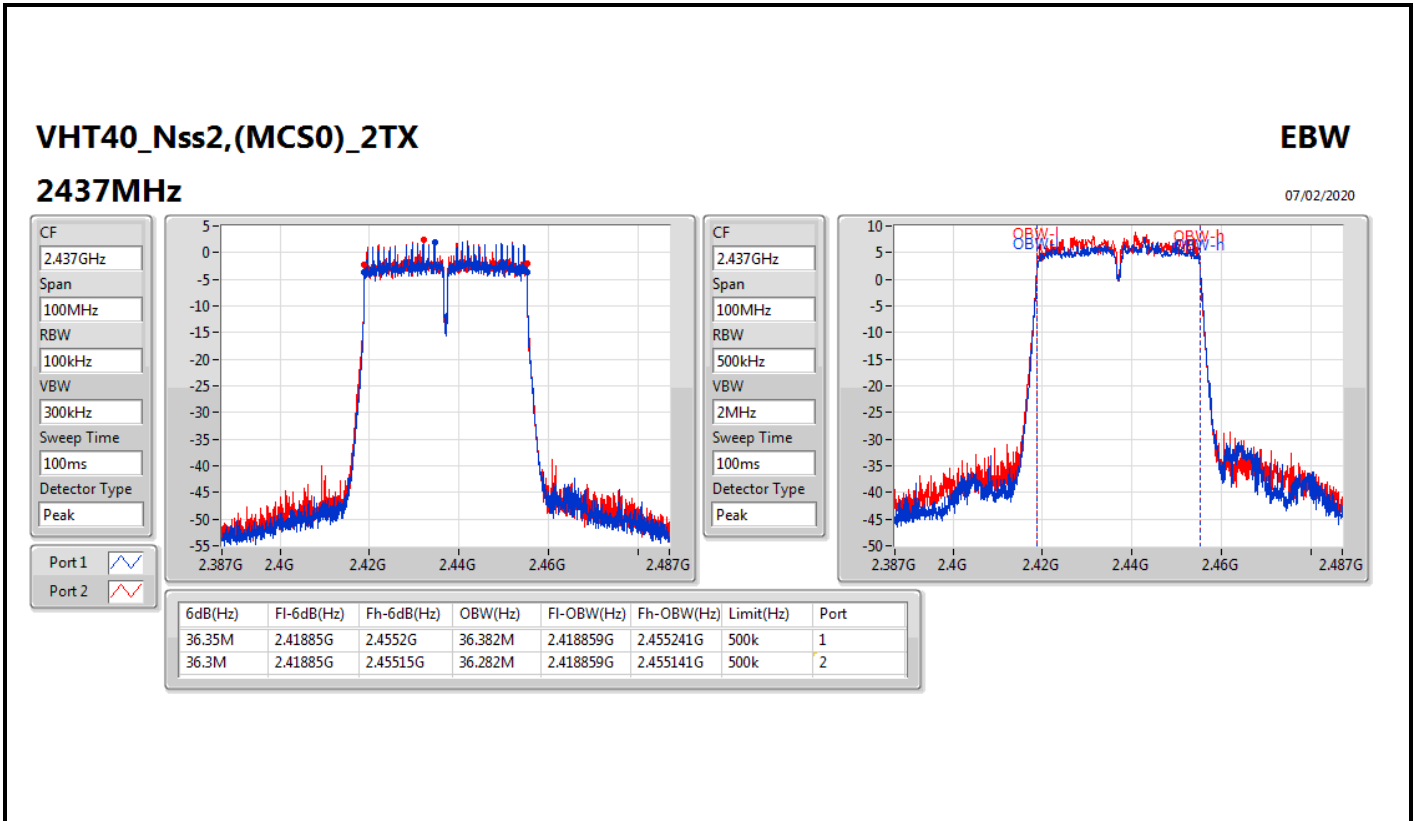 VHT40_Nss2,(MCS0)_2TX
EBW
2437MHz
07/02/2020
CF
2.437GHz
Span
100MHz
RBW
100kHz
VBW
300kHz
Sweep Time
100ms
Detector Type
Peak
Port 1
Port 2
5
0
-5
-10
-15
-20
-25
-30
-35
-40
-45
-50
-55
2.387G 2.4G 2.42G 2.44G 2.46G 2.487G
CF
2.437GHz
Span
100MHz
RBW
500kHz
VBW
2MHz
Sweep Time
100ms
Detector Type
Peak
10
5
0
-5
-10
-15
-20
-25
-30
-35
-40
-45
-50
OBW-l OBW-h
OBW-l OBW-h
2.387G 2.4G 2.42G 2.44G 2.46G 2.487G
6dB(Hz) Fl-6dB(Hz) Fh-6dB(Hz) OBW(Hz) Fl-OBW(Hz) Fh-OBW(Hz) Limit(Hz) Port
36.35M 2.41885G 2.4552G 36.382M 2.418859G 2.455241G 500k 1
36.3M 2.41885G 2.45515G 36.282M 2.418859G 2.455141G 500k 2